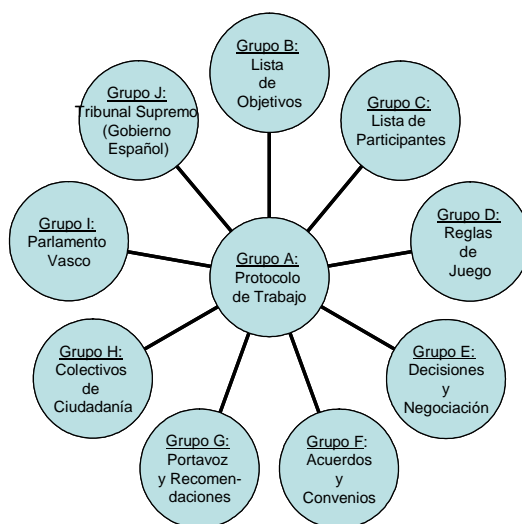 Grupo B:
Lista
de
Objetivos
Grupo J:
Tribunal Supremo
(Gobierno
Español)
Grupo C:
Lista de
Participantes
Grupo I:
Parlamento
Vasco
Grupo A:
Protocolo
de Trabajo
Grupo D:
Reglas
de
Juego
Grupo H:
Colectivos
de
Ciudadanía
Grupo E:
Decisiones
y
Negociación
Grupo G:
Portavoz
y Recomen-
daciones
Grupo F:
Acuerdos
y
Convenios